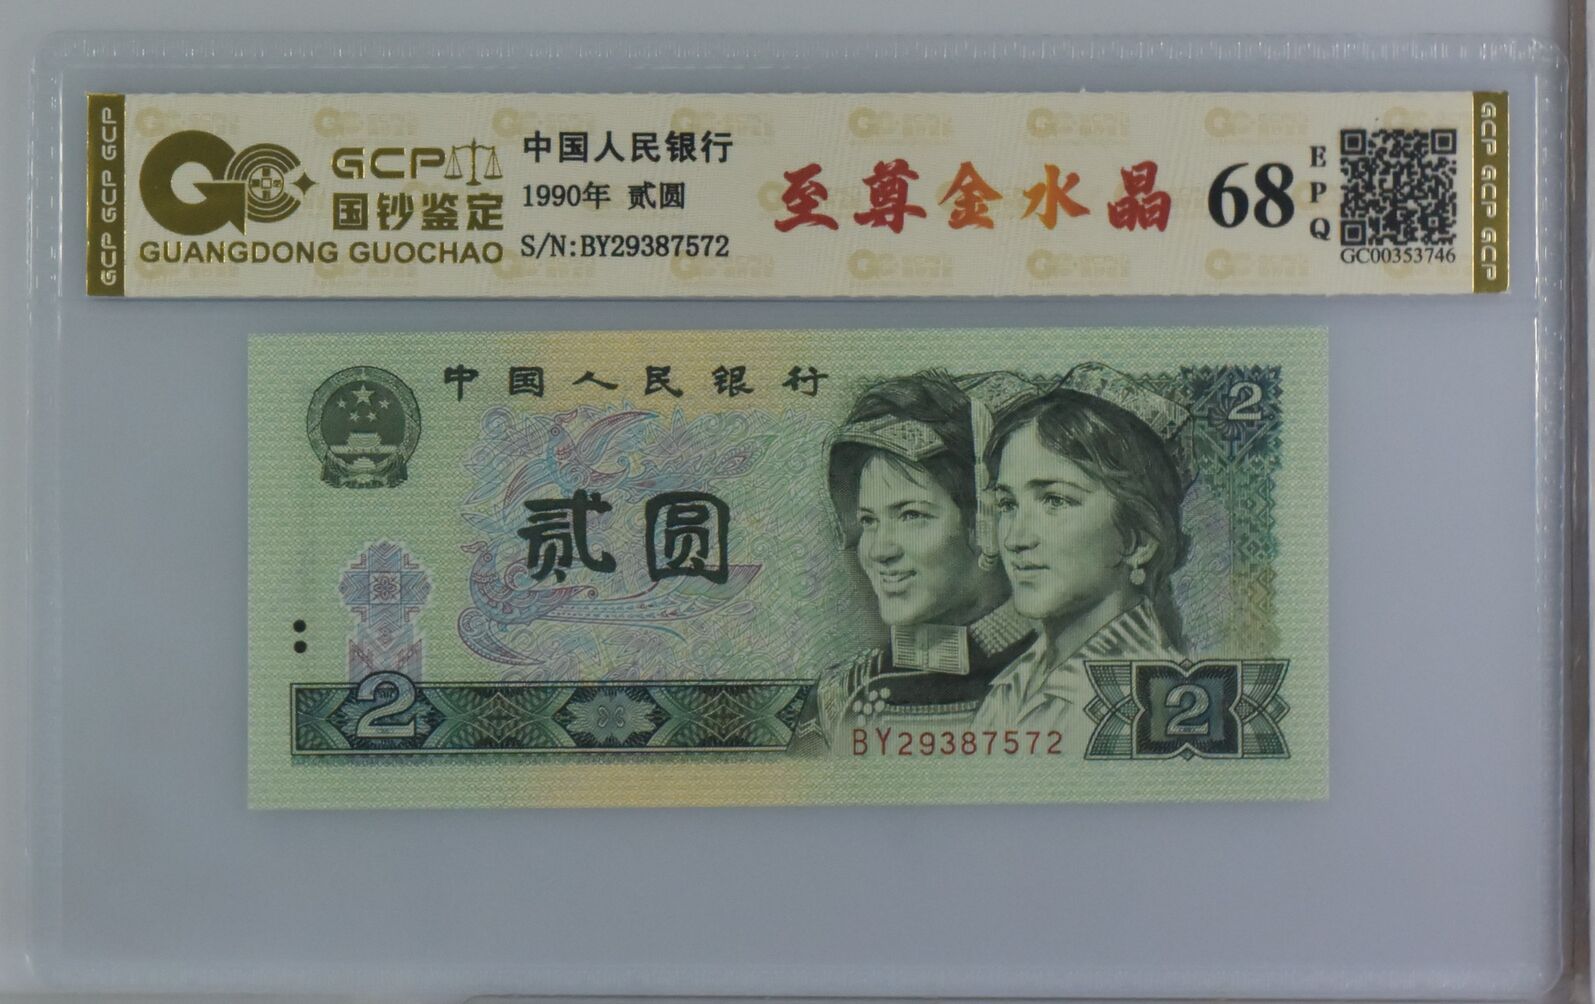 GCP GCP GCP
GCP
国钞鉴定
GUANGDONG GUOCHAO
中国人民银行
1990年 贰圆
S/N:BY29387572
至尊金水晶
68
EPQ
GC00353746
GCP GCP GCP
中国人民银行
2
贰圆
2
BY29387572
2